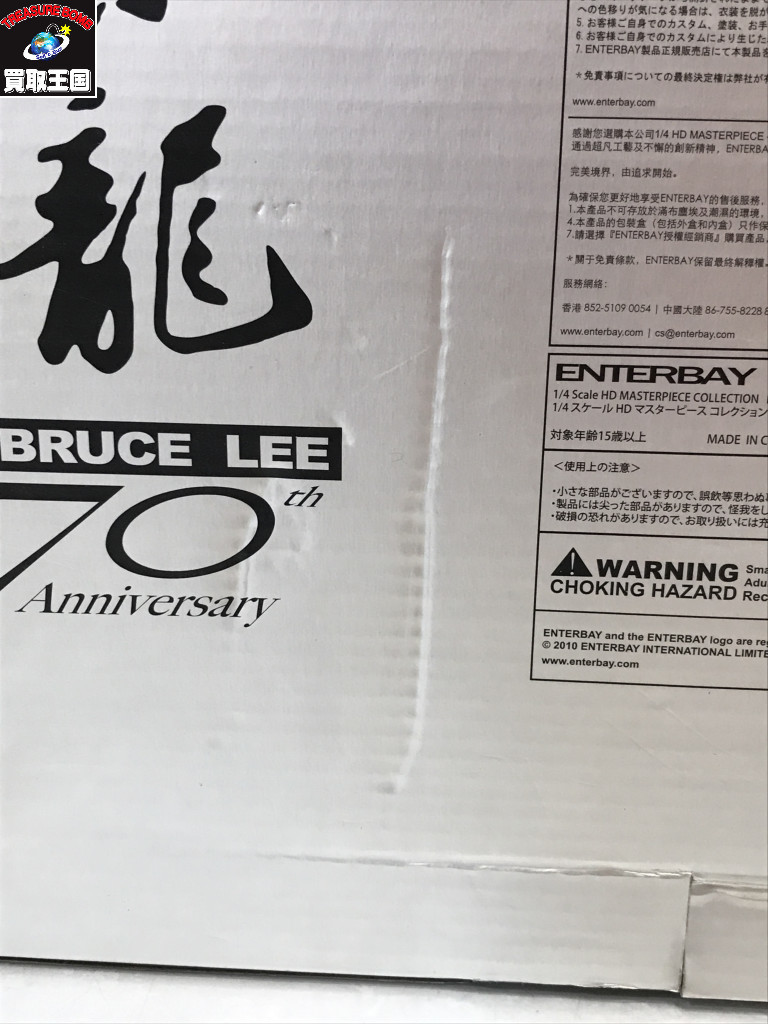 TREASURE・BOMB
買取王国
龍
BRUCE LEE
70th
Anniversary
への色移りが気になる場合は、衣装を脱が
5. お客様ご自身でのカスタム、塗装、お手
6. お客様ご自身でのカスタムにより生じた
7. ENTERBAY製品正規販売店にて本製品を
＊免責事項についての最終決定権は弊社が
www.enterbay.com
感謝您選購本公司1/4 HD MASTERPIECE
通過超凡工藝及不懈的創新精神，ENTERBA
完美境界，由追求開始。
為確保您更好地享受ENTERBAY的售後服務，
1.本產品不可存放於滿布塵埃及潮濕的環境，
4.本產品的包裝盒（包括外盒和內盒）只作保
7.請選擇『ENTERBAY授權經銷商』購買產品，
＊關于免責條款，ENTERBAY保留最終解釋權。
服務網絡：
香港 852-5109 0054 | 中國大陸 86-755-8228
www.enterbay.com | cs@enterbay.com
ENTERBAY
1/4 Scale HD MASTERPIECE COLLECTION
1/4 スケール HD マスターピース コレクション
対象年齢15歳以上 MADE IN C
＜使用上の注意＞
・小さな部品がございますので、誤飲等思わぬ
・製品には尖った部品がありますので、怪我をし
・破損の恐れがありますので、お取り扱いには充
WARNING Sma
CHOKING HAZARD Adu
Rec
ENTERBAY and the ENTERBAY logo are reg
© 2010 ENTERBAY INTERNATIONAL LIMITE
www.enterbay.com